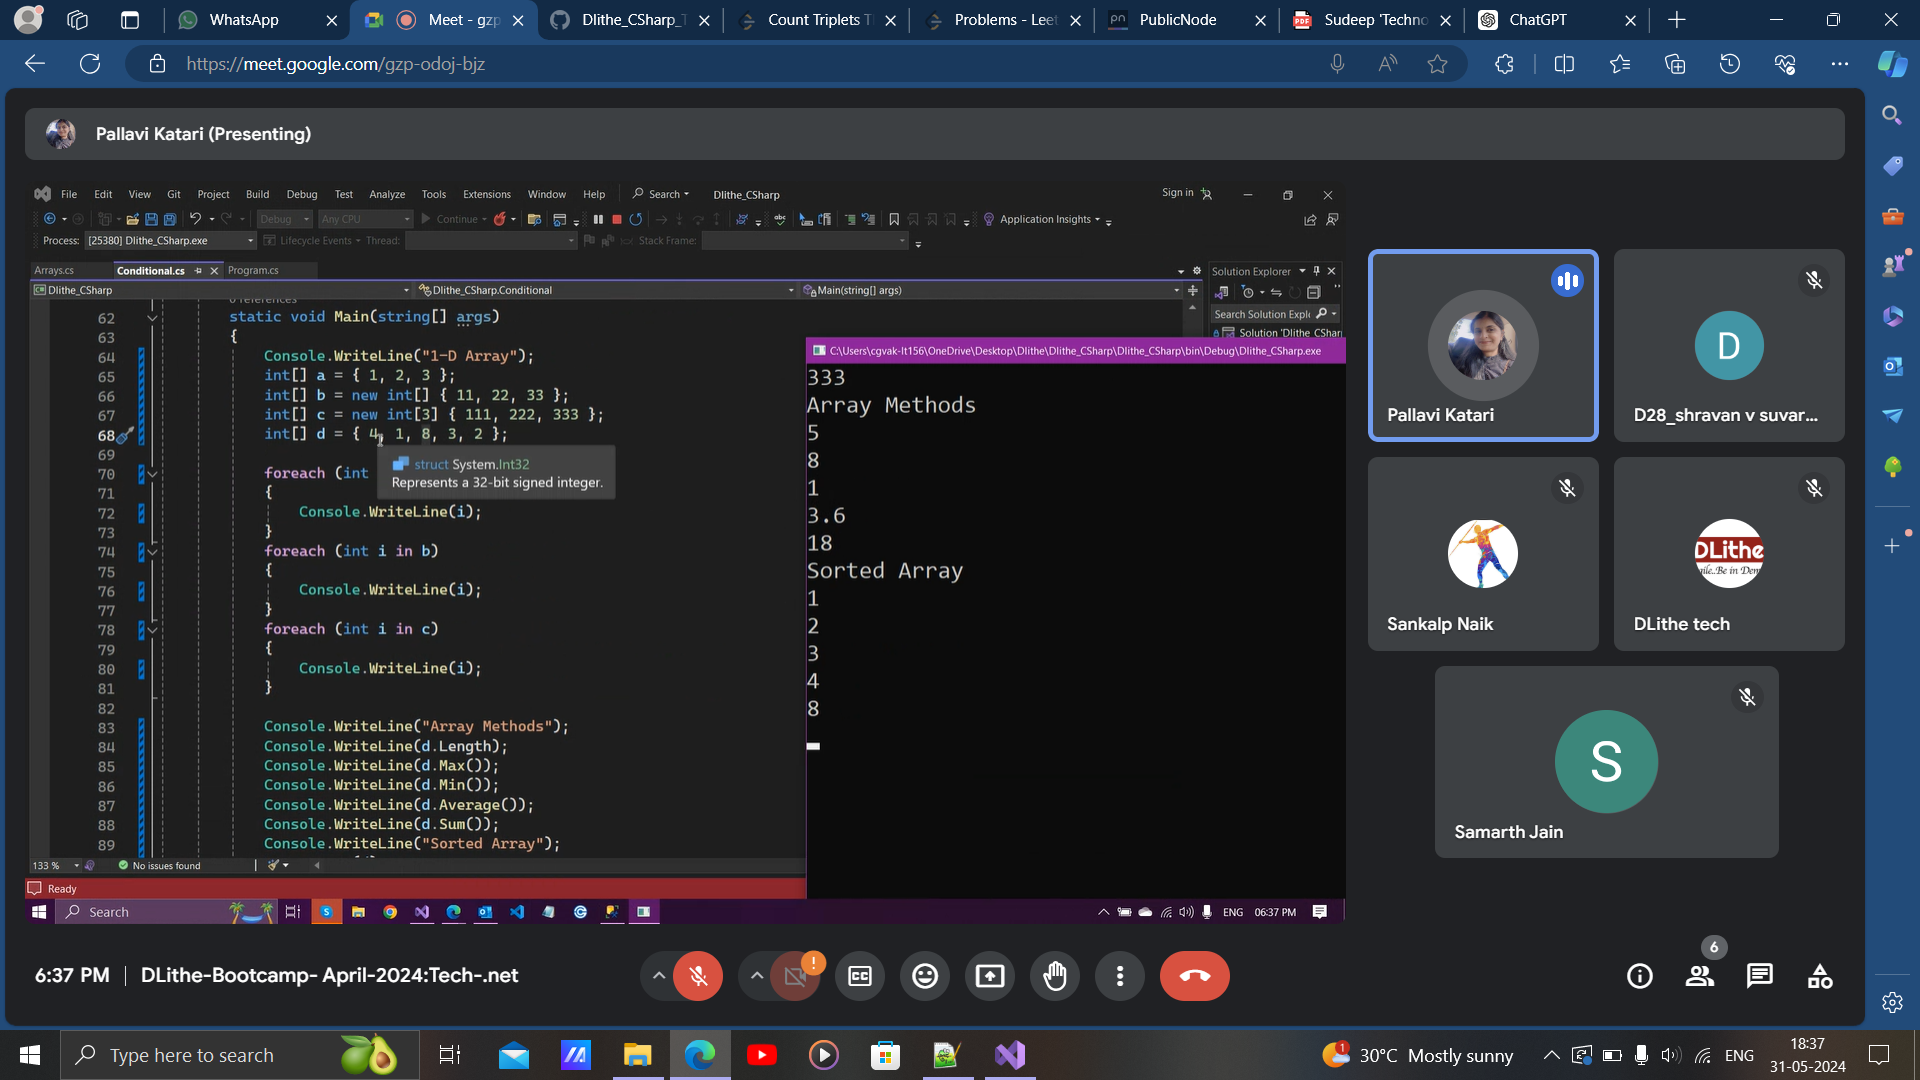 WhatsApp
Meet - gzp
Dlithe_CSharp_T
Count Triplets T
Problems - Leet
PublicNode
Sudeep 'Techno
ChatGPT
https://meet.google.com/gzp-odoj-bjz
Pallavi Katari (Presenting)
File Edit View Git Project Build Debug Test Analyze Tools Extensions Window Help Search Dlithe_CSharp Sign in
Debug Any CPU Continue Application Insights
Process: [25380] Dlithe_CSharp.exe Lifecycle Events Thread: Stack Frame:
Arrays.cs Conditional.cs Program.cs
Solution Explorer
Dlithe_CSharp Dlithe_CSharp.Conditional Main(string[] args)
0 references
Search Solution Explo
Solution 'Dlithe_CShar
62 static void Main(string[] args)
63 {
64 Console.WriteLine("1-D Array");
65 int[] a = { 1, 2, 3 };
66 int[] b = new int[] { 11, 22, 33 };
67 int[] c = new int[3] { 111, 222, 333 };
68 int[] d = { 4, 1, 8, 3, 2 };
69
struct System.Int32
Represents a 32-bit signed integer.
70 foreach (int
71 {
72 Console.WriteLine(i);
73 }
74 foreach (int i in b)
75 {
76 Console.WriteLine(i);
77 }
78 foreach (int i in c)
79 {
80 Console.WriteLine(i);
81 }
82
83 Console.WriteLine("Array Methods");
84 Console.WriteLine(d.Length);
85 Console.WriteLine(d.Max());
86 Console.WriteLine(d.Min());
87 Console.WriteLine(d.Average());
88 Console.WriteLine(d.Sum());
89 Console.WriteLine("Sorted Array");
133 % No issues found
Ready
C:\Users\cgvak-lt156\OneDrive\Desktop\Dlithe\Dlithe_CSharp\Dlithe_CSharp\bin\Debug\Dlithe_CSharp.exe
333
Array Methods
5
8
1
3.6
18
Sorted Array
1
2
3
4
8
Search
ENG 06:37 PM
Pallavi Katari
D
D28_shravan v suvar...
Sankalp Naik
DLithe
DLithe tech
S
Samarth Jain
6:37 PM | DLithe-Bootcamp- April-2024:Tech-.net
6
Type here to search
1
30°C Mostly sunny
ENG
18:37
31-05-2024